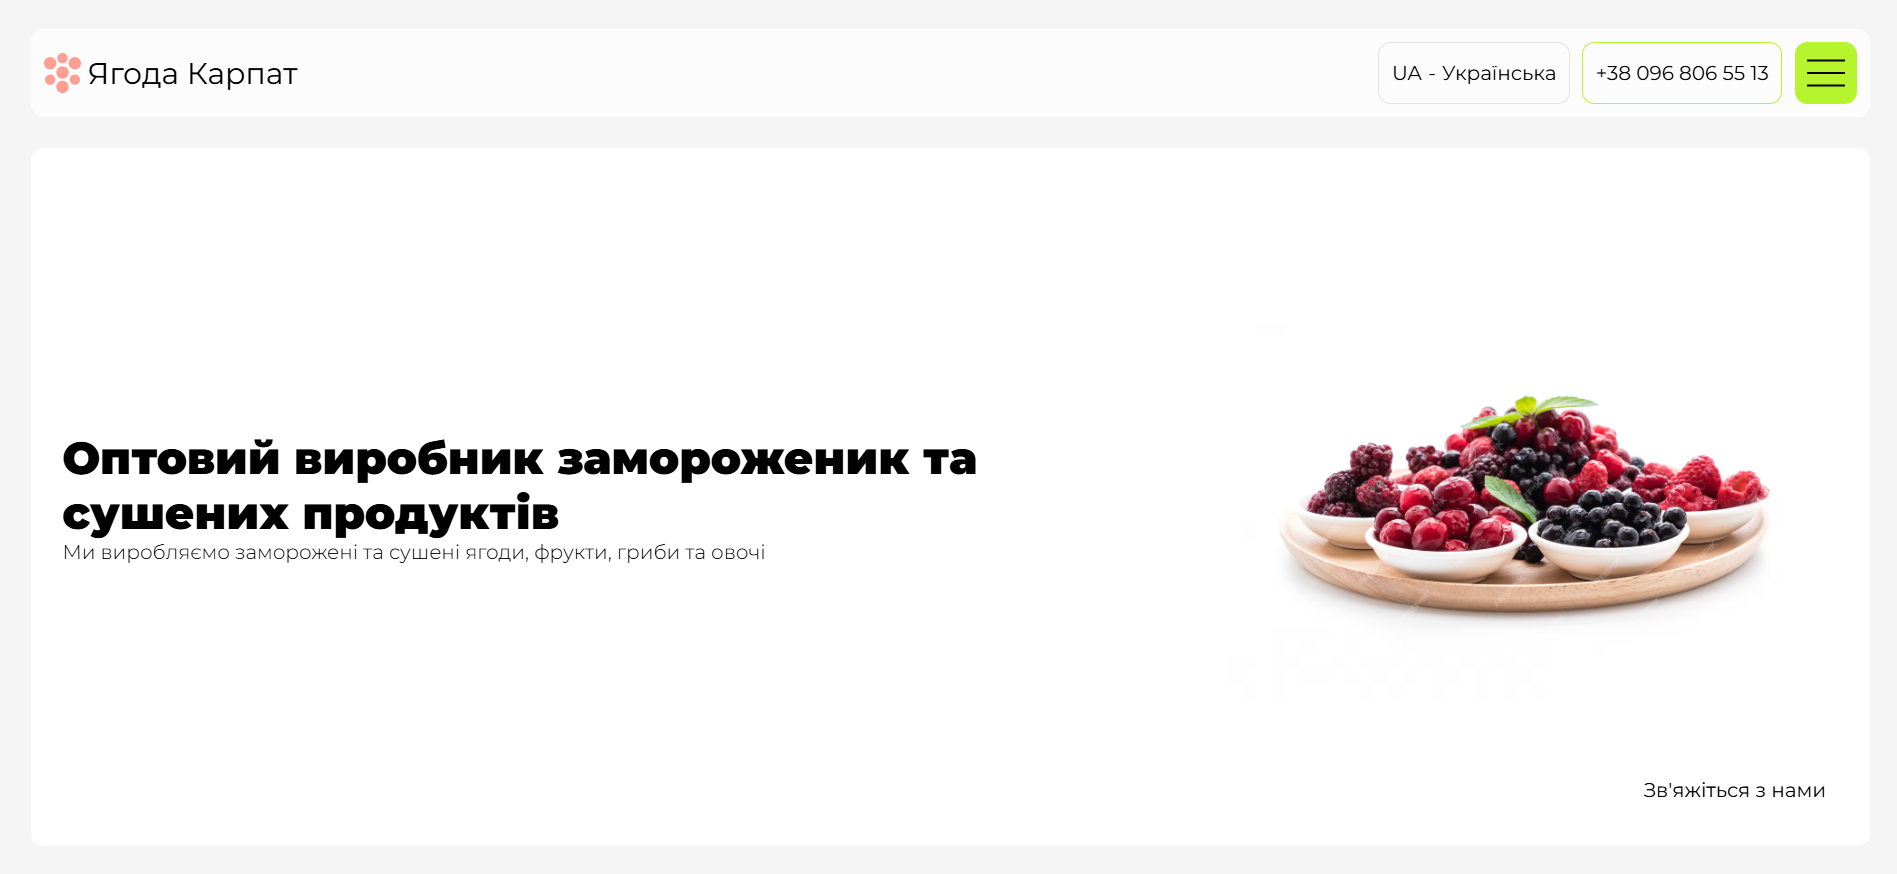 Ягода Карпат
UA - Українська
+38 096 806 55 13
Оптовий виробник замороженик та
сушених продуктів
Ми виробляємо заморожені та сушені ягоди, фрукти, гриби та овочі
Зв'яжіться з нами